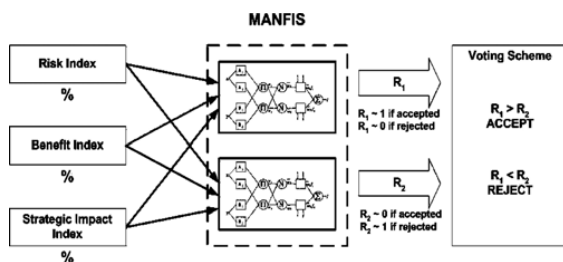 MANFIS
Risk Index
%
Benefit Index
%
Strategic Impact
Index
%
R1
R1 ~ 1 if accepted
R1 ~ 0 if rejected
R2
R2 ~ 0 if accepted
R2 ~ 1 if rejected
Voting Scheme
R1 > R2
ACCEPT
R1 < R2
REJECT